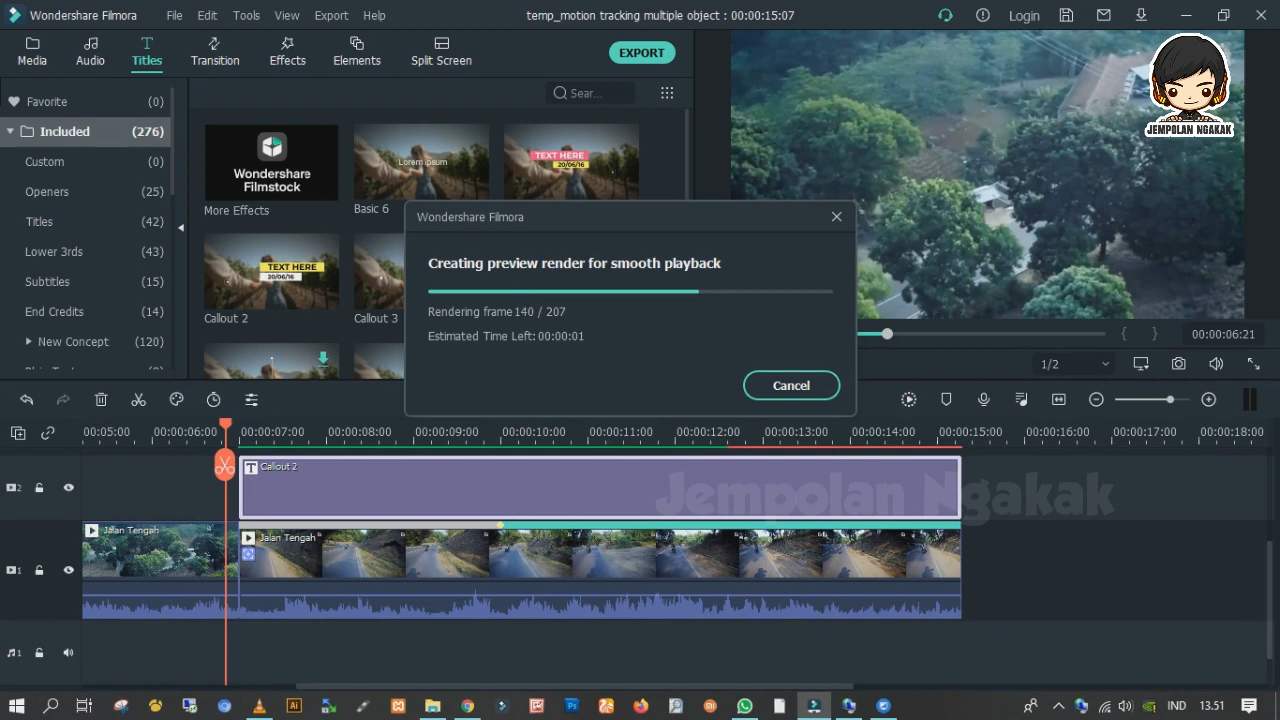 Wondershare Filmora
File Edit Tools View Export Help
temp_motion tracking multiple object : 00:00:15:07
Login
Media Audio Titles Transition Effects Elements Split Screen
EXPORT
Favorite (0)
Included (276)
Custom (0)
Openers (25)
Titles (42)
Lower 3rds (43)
Subtitles (15)
End Credits (14)
New Concept (120)
Sear...
Wondershare
Filmstock
More Effects
Lorem Ipsum
Basic 6
TEXT HERE
20/06/16
TEXT HERE
20/06/16
Callout 2
Callout 3
JEMPOLAN NGAKAK
Wondershare Filmora
Creating preview render for smooth playback
Rendering frame 140 / 207
Estimated Time Left: 00:00:01
Cancel
{ } 00:00:06:21
1/2
00:05:00 00:00:06:00 00:00:07:00 00:00:08:00 00:00:09:00 00:00:10:00 00:00:11:00 00:00:12:00 00:00:13:00 00:00:14:00 00:00:15:00 00:00:16:00 00:00:17:00 00:00:18:00
2
T Callout 2
Jempolan Ngakak
1
Jalan Tengah
Jalan Tengah
1
Ai
Ps
IND 13.51